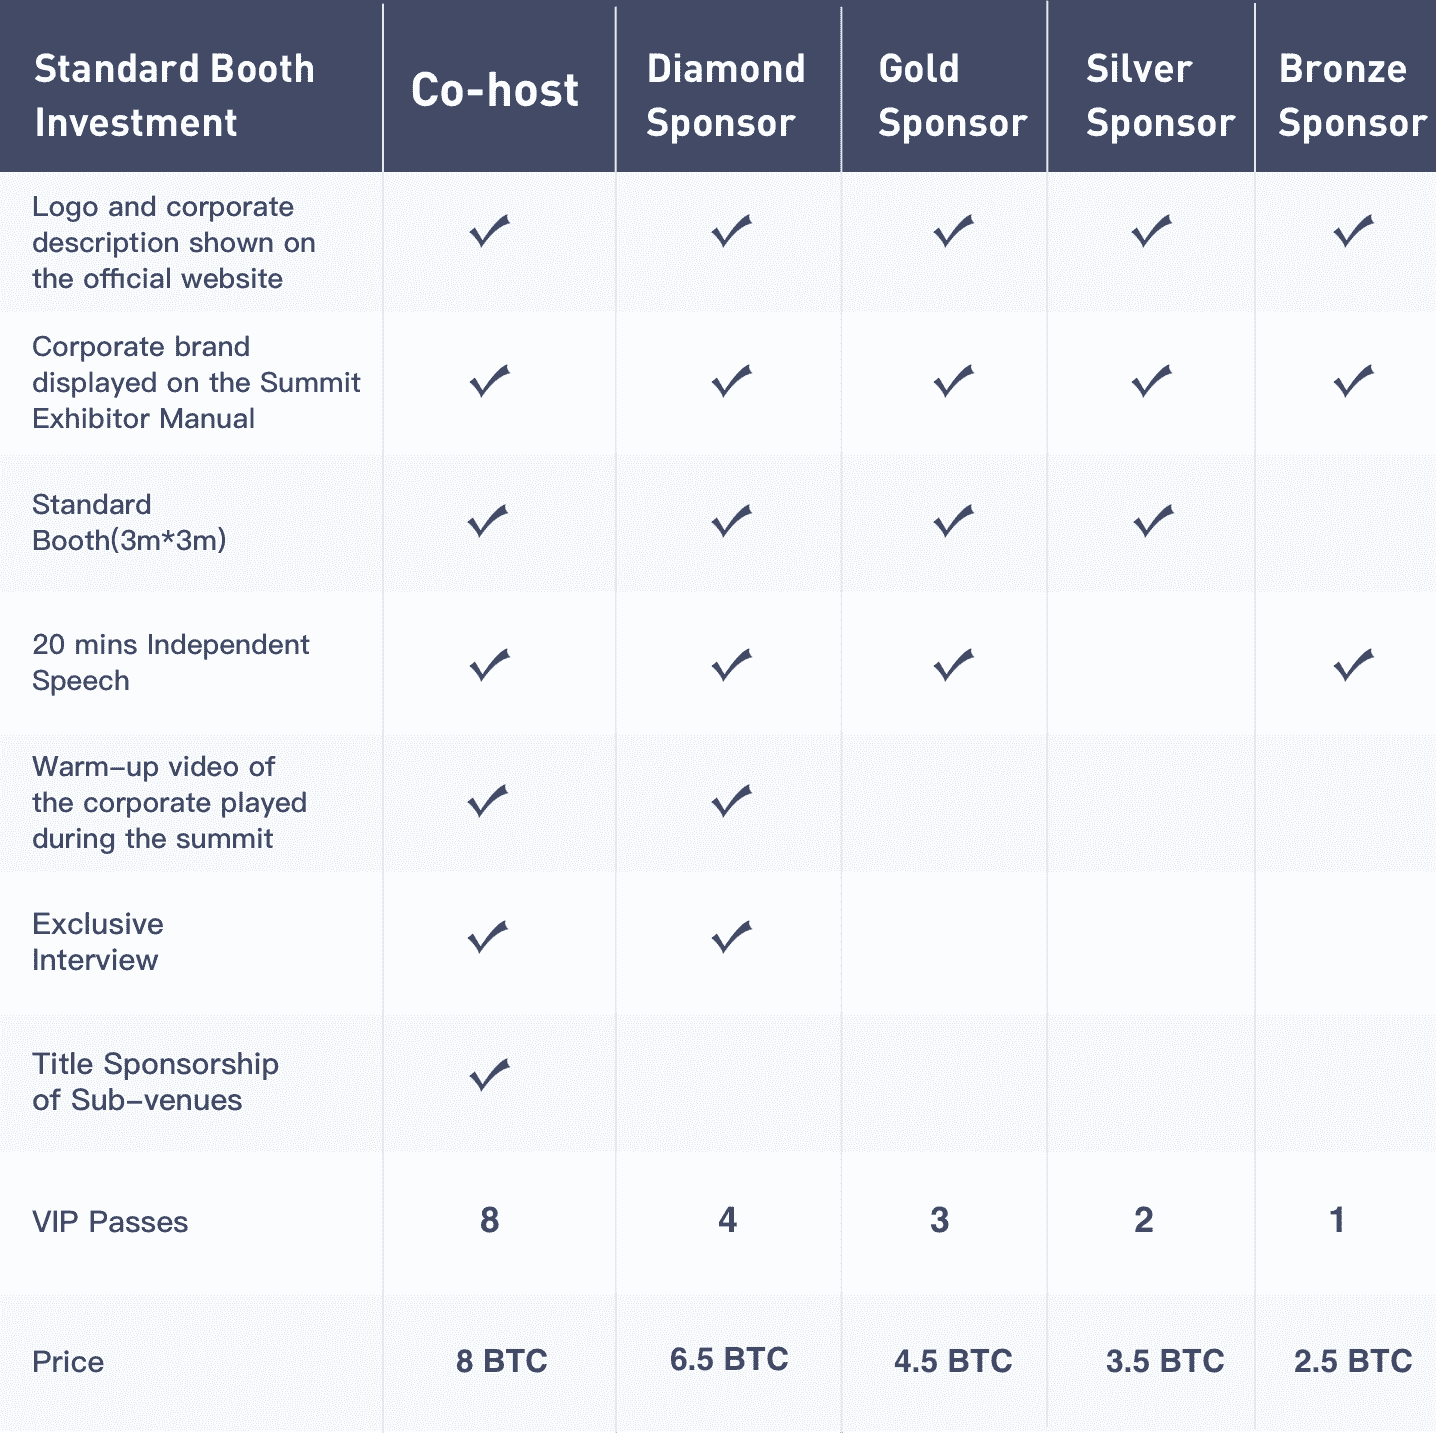 Standard Booth
Investment
Co-host
Diamond
Sponsor
Gold
Sponsor
Silver
Sponsor
Bronze
Sponsor
Logo and corporate
description shown on
the official website
Corporate brand
displayed on the Summit
Exhibitor Manual
Standard
Booth(3m*3m)
20 mins Independent
Speech
Warm–up video of
the corporate played
during the summit
Exclusive
Interview
Title Sponsorship
of Sub–venues
VIP Passes
8
4
3
2
1
Price
8 BTC
6.5 BTC
4.5 BTC
3.5 BTC
2.5 BTC